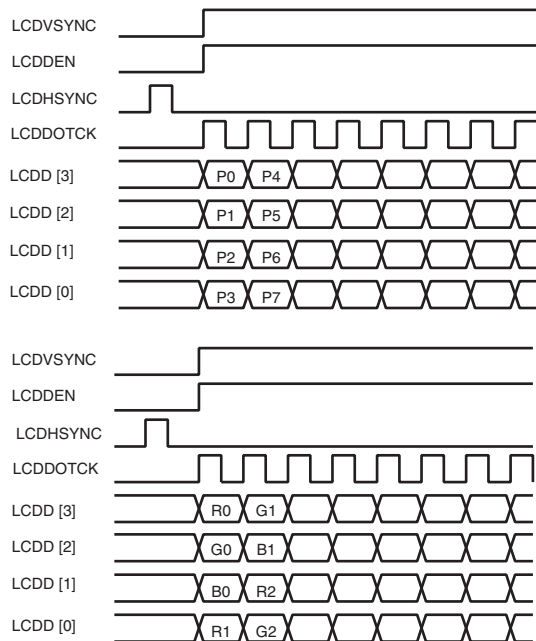 LCDVSYNC
LCDDEN
LCDHSYNC
LCDDOTCK
LCDD [3] P0 P4
LCDD [2] P1 P5
LCDD [1] P2 P6
LCDD [0] P3 P7
LCDVSYNC
LCDDEN
LCDHSYNC
LCDDOTCK
LCDD [3] R0 G1
LCDD [2] G0 B1
LCDD [1] B0 R2
LCDD [0] R1 G2